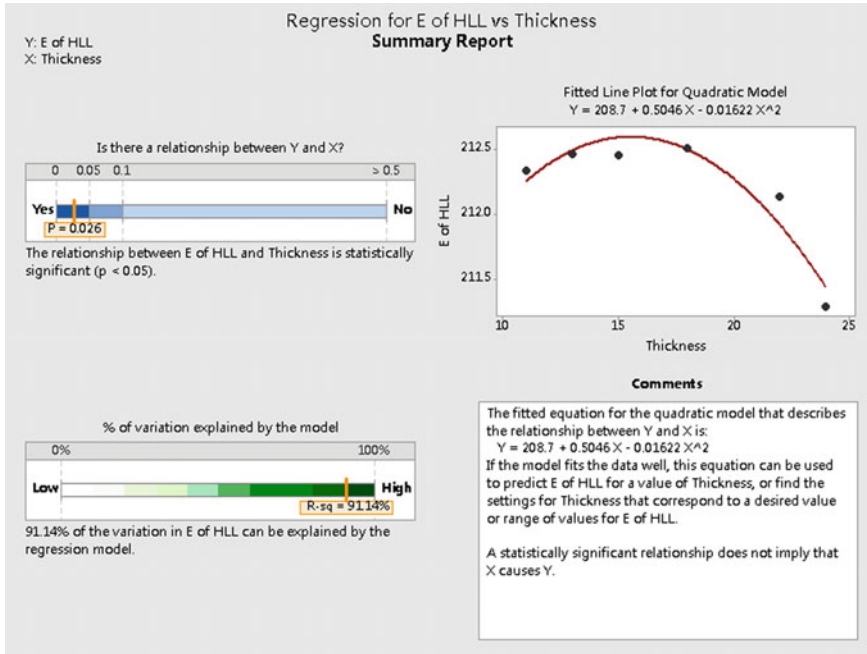 Regression for E of HLL vs Thickness
Summary Report
Y: E of HLL
X: Thickness
Is there a relationship between Y and X?
0 0.05 0.1 > 0.5
Yes No
P = 0.026
The relationship between E of HLL and Thickness is statistically
significant (p < 0.05).
Fitted Line Plot for Quadratic Model
Y = 208.7 + 0.5046 X - 0.01622 X^2
212.5
212.0
211.5
E of HLL
10 15 20 25
Thickness
% of variation explained by the model
0% 100%
Low High
R-sq = 91.14%
91.14% of the variation in E of HLL can be explained by the
regression model.
Comments
The fitted equation for the quadratic model that describes
the relationship between Y and X is:
Y = 208.7 + 0.5046 X - 0.01622 X^2
If the model fits the data well, this equation can be used
to predict E of HLL for a value of Thickness, or find the
settings for Thickness that correspond to a desired value
or range of values for E of HLL.
A statistically significant relationship does not imply that
X causes Y.